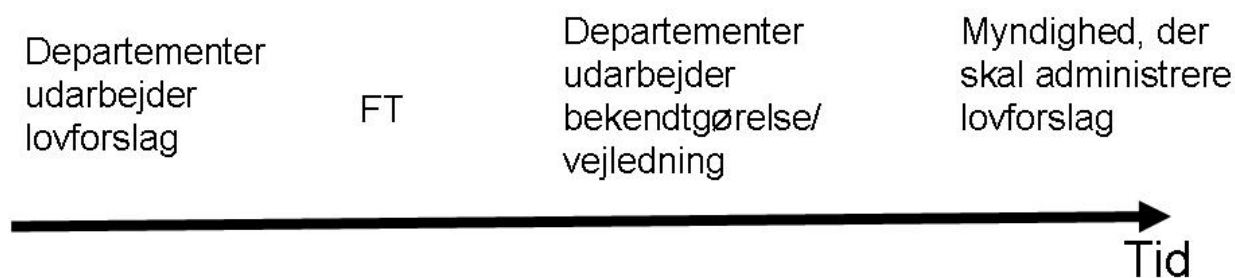 Departementer
udarbejder
lovforslag
FT
Departementer
udarbejder
bekendtgørelse/
vejledning
Myndighed, der
skal administrere
lovforslag
Tid